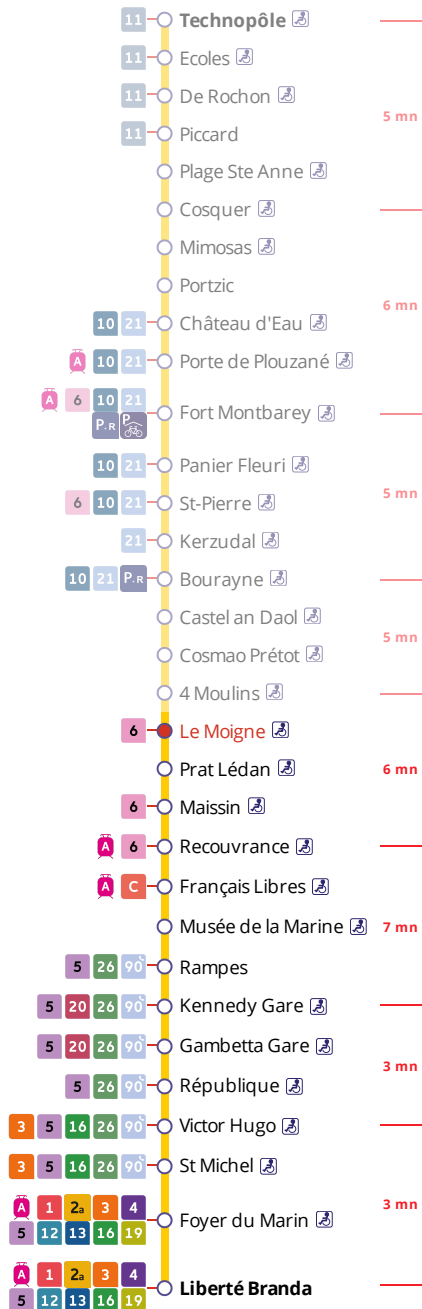 11 Technopôle
11 Ecoles
11 De Rochon
5 mn
11 Piccard
Plage Ste Anne
Cosquer
Mimosas
Portzic
6 mn
10 21 Château d'Eau
A 10 21 Porte de Plouzané
A 6 10 21
P+R P Fort Montbarey
10 21 Panier Fleuri
5 mn
6 10 21 St-Pierre
21 Kerzudal
10 21 P+R Bourayne
Castel an Daol
5 mn
Cosmao Prétot
4 Moulins
6 Le Moigne
Prat Lédan 6 mn
6 Maissin
A 6 Recouvrance
A C Français Libres
Musée de la Marine 7 mn
5 26 90 Rampes
5 20 26 90 Kennedy Gare
5 20 26 90 Gambetta Gare
3 mn
5 26 90 République
3 5 16 26 90 Victor Hugo
3 5 16 26 90 St Michel
A 1 2a 3 4
5 12 13 16 19 Foyer du Marin 3 mn
A 1 2a 3 4
5 12 13 16 19 Liberté Branda